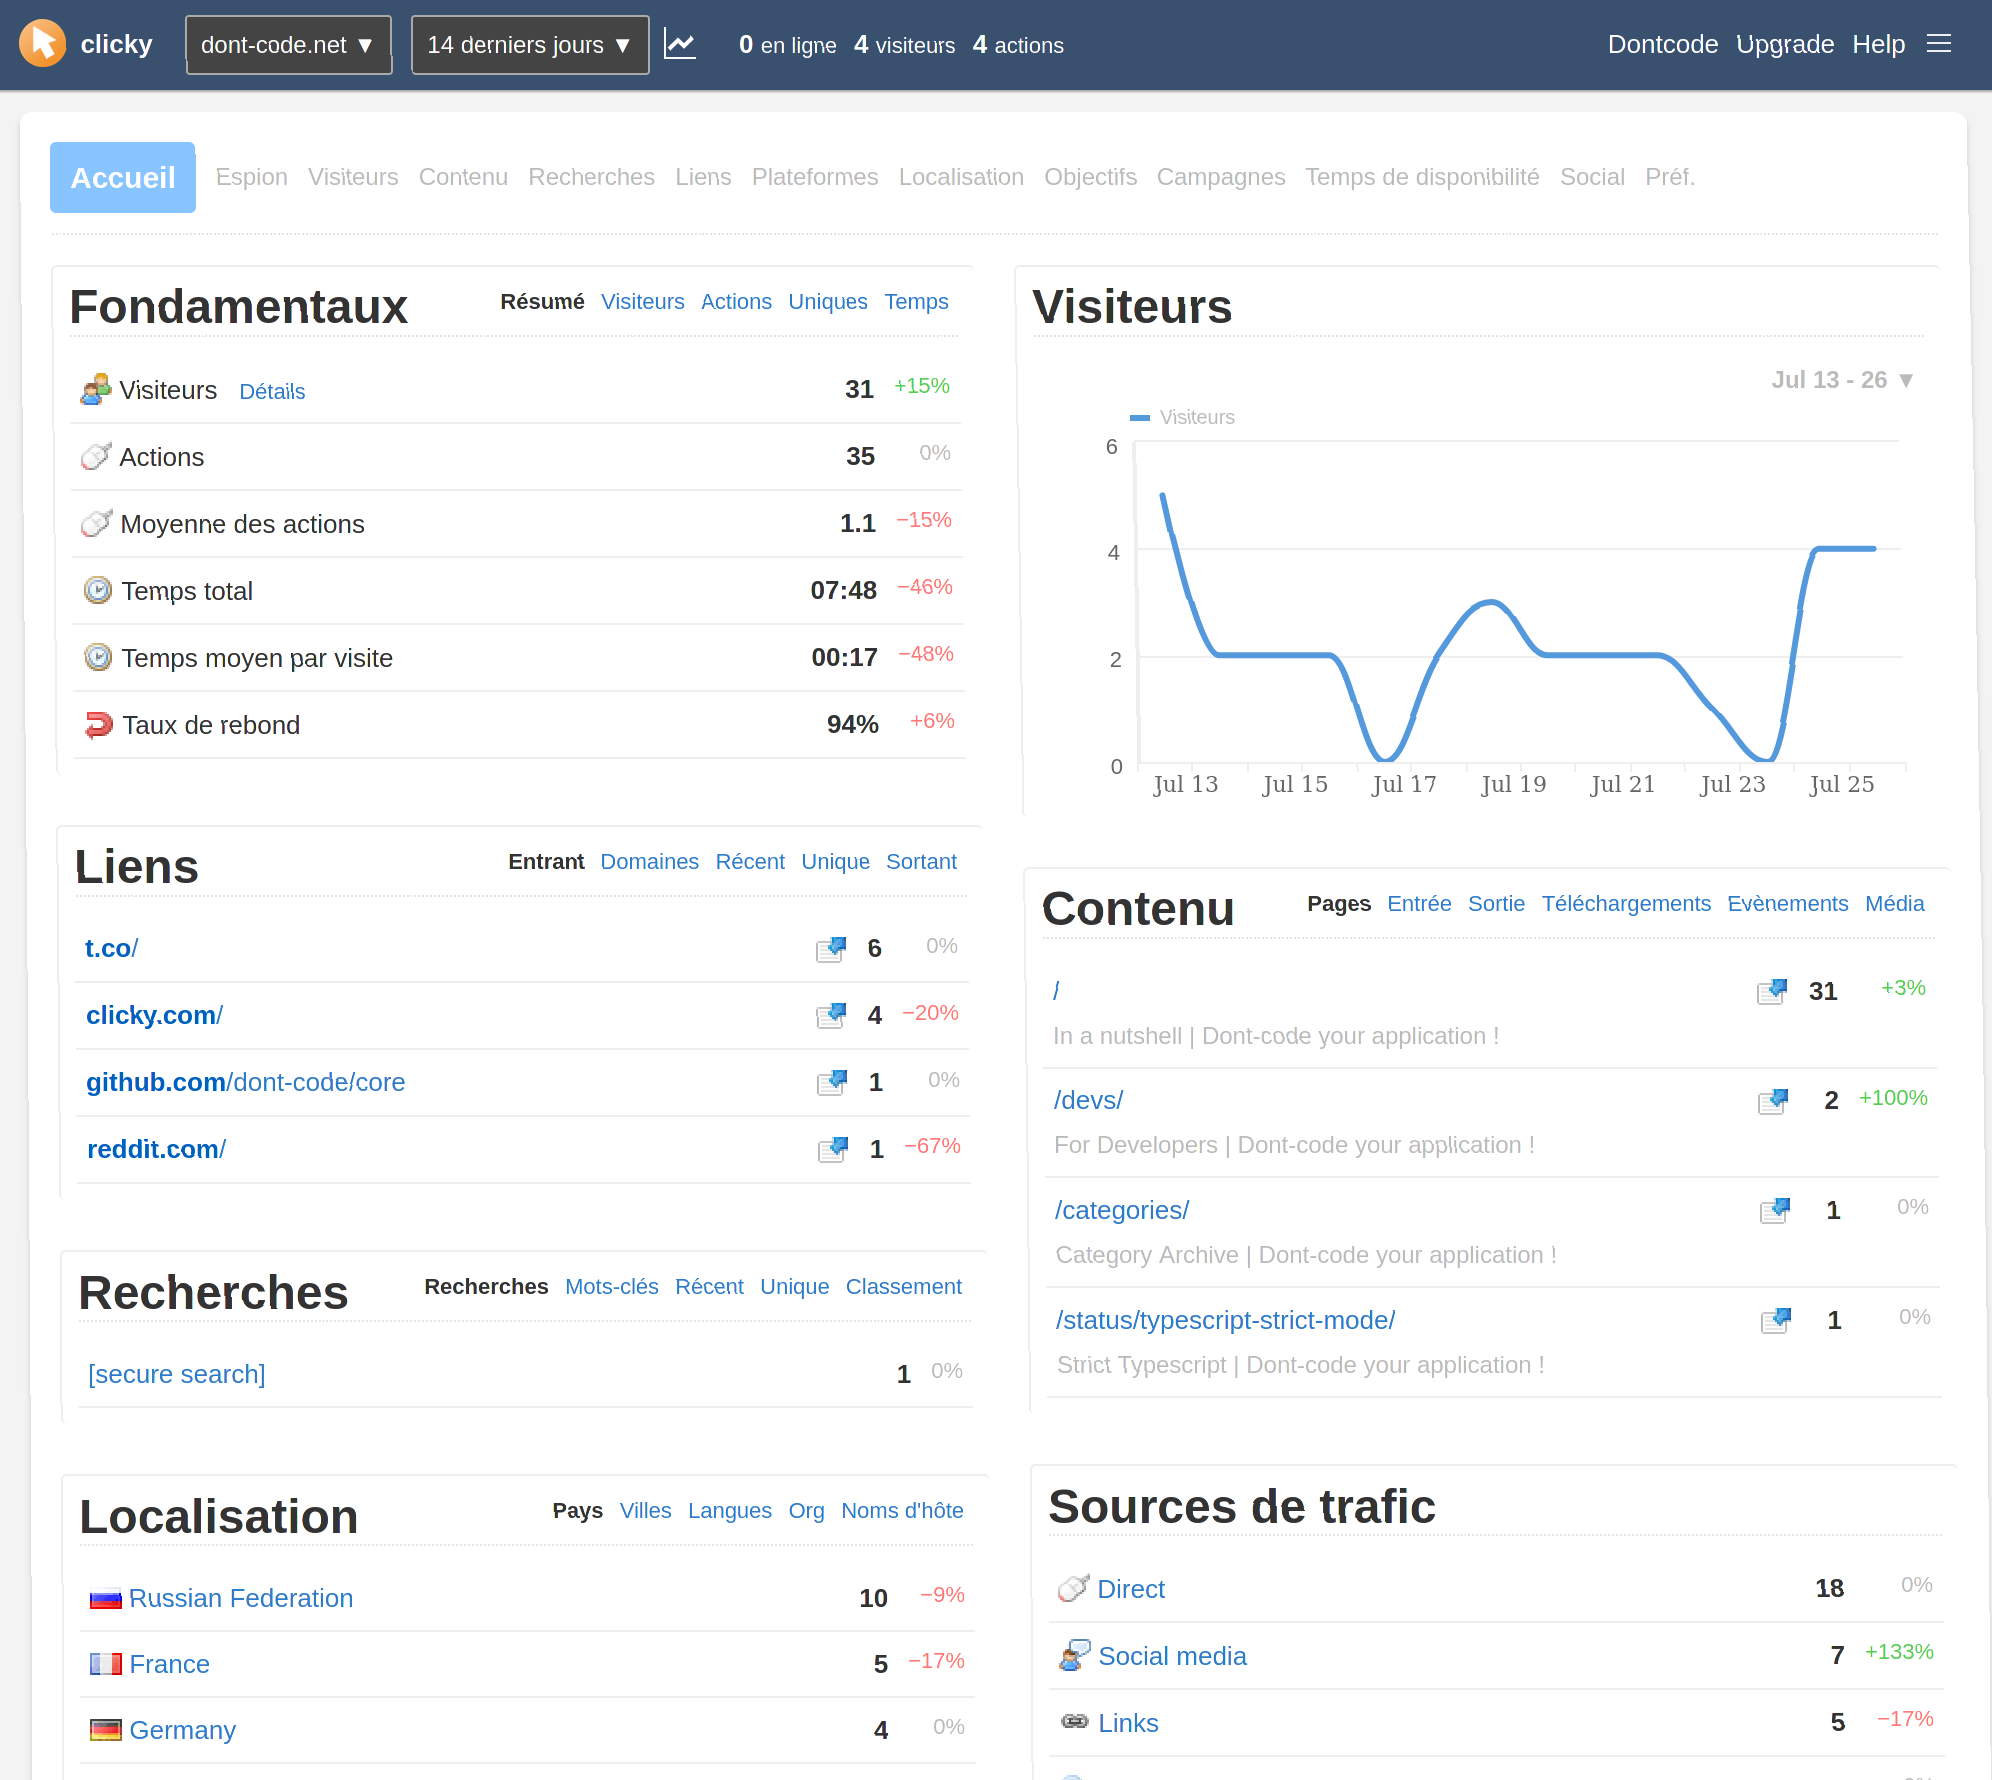 clicky dont-code.net ▼ 14 derniers jours ▼ 0 en ligne 4 visiteurs 4 actions Dontcode Upgrade Help
Accueil Espion Visiteurs Contenu Recherches Liens Plateformes Localisation Objectifs Campagnes Temps de disponibilité Social Préf.
Fondamentaux Résumé Visiteurs Actions Uniques Temps
Visiteurs Détails 31 +15%
Actions 35 0%
Moyenne des actions 1.1 −15%
Temps total 07:48 −46%
Temps moyen par visite 00:17 −48%
Taux de rebond 94% +6%
Liens Entrant Domaines Récent Unique Sortant
t.co/ 6 0%
clicky.com/ 4 −20%
github.com/dont-code/core 1 0%
reddit.com/ 1 −67%
Recherches Recherches Mots-clés Récent Unique Classement
[secure search] 1 0%
Localisation Pays Villes Langues Org Noms d'hôte
Russian Federation 10 −9%
France 5 −17%
Germany 4 0%
Visiteurs
Jul 13 - 26 ▼
Visiteurs
6
4
2
0
Jul 13 Jul 15 Jul 17 Jul 19 Jul 21 Jul 23 Jul 25
Contenu Pages Entrée Sortie Téléchargements Evènements Média
/ 31 +3%
In a nutshell | Dont-code your application !
/devs/ 2 +100%
For Developers | Dont-code your application !
/categories/ 1 0%
Category Archive | Dont-code your application !
/status/typescript-strict-mode/ 1 0%
Strict Typescript | Dont-code your application !
Sources de trafic
Direct 18 0%
Social media 7 +133%
Links 5 −17%